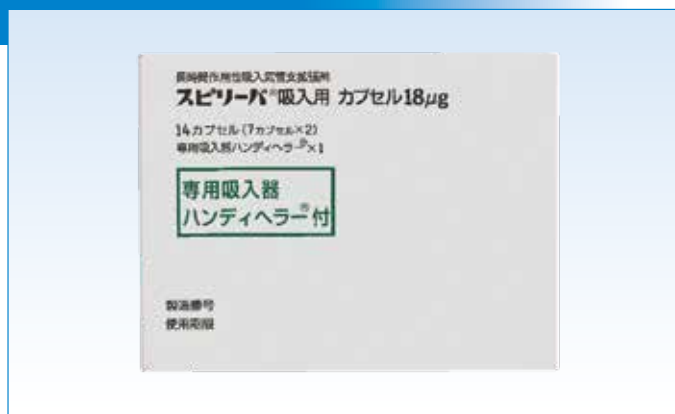 長時間作用性吸入気管支拡張剤
スピリーバ®吸入用 カプセル18μg
14カプセル(7カプセル×2)
専用吸入器ハンディヘラー®×1
専用吸入器
ハンディヘラー®付
製造番号
使用期限